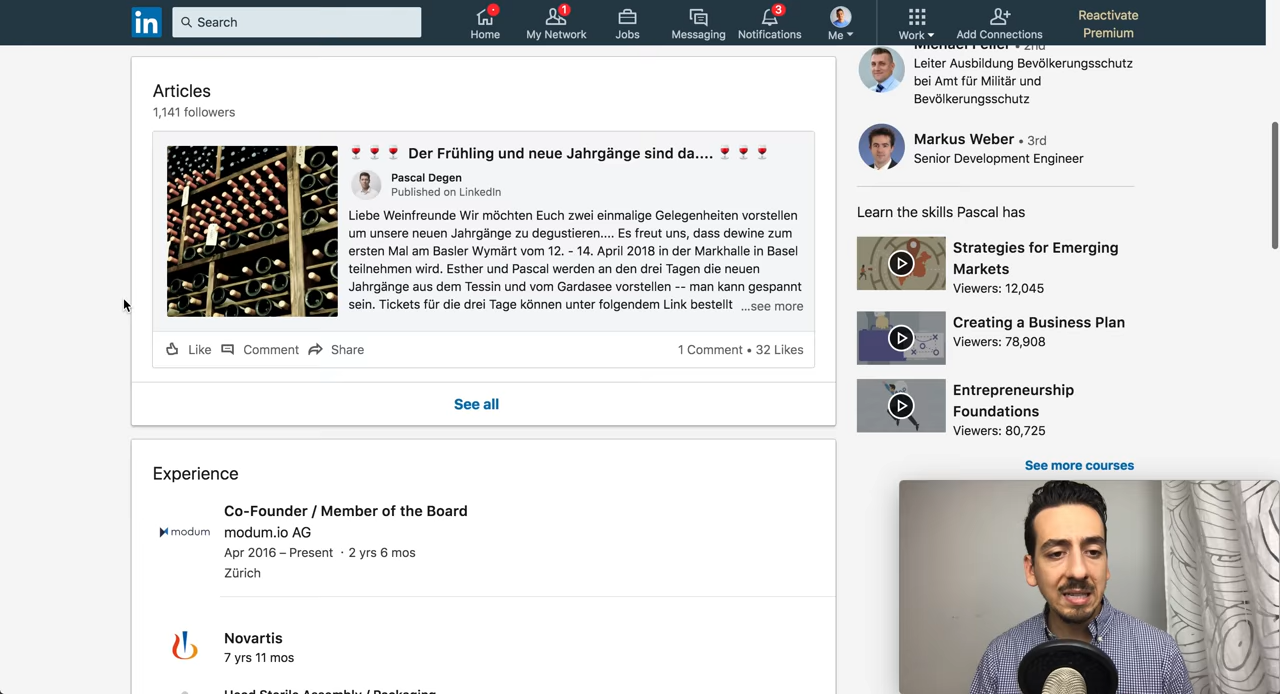 in
Search
Home
1
My Network
Jobs
Messaging
3
Notifications
Me
Work
Add Connections
Reactivate
Premium
Articles
1,141 followers
Der Frühling und neue Jahrgänge sind da....
Pascal Degen
Published on LinkedIn
Liebe Weinfreunde Wir möchten Euch zwei einmalige Gelegenheiten vorstellen
um unsere neuen Jahrgänge zu degustieren.... Es freut uns, dass dewine zum
ersten Mal am Basler Wymärt vom 12. - 14. April 2018 in der Markhalle in Basel
teilnehmen wird. Esther und Pascal werden an den drei Tagen die neuen
Jahrgänge aus dem Tessin und vom Gardasee vorstellen -- man kann gespannt
sein. Tickets für die drei Tage können unter folgendem Link bestellt ...see more
Like Comment Share 1 Comment • 32 Likes
See all
Experience
Co-Founder / Member of the Board
modum
modum.io AG
Apr 2016 – Present · 2 yrs 6 mos
Zürich
Novartis
7 yrs 11 mos
Head Sterile Assembly / Packaging
Michael Feller • 2nd
Leiter Ausbildung Bevölkerungsschutz
bei Amt für Militär und
Bevölkerungsschutz
Markus Weber • 3rd
Senior Development Engineer
Learn the skills Pascal has
Strategies for Emerging
Markets
Viewers: 12,045
Creating a Business Plan
Viewers: 78,908
Entrepreneurship
Foundations
Viewers: 80,725
See more courses